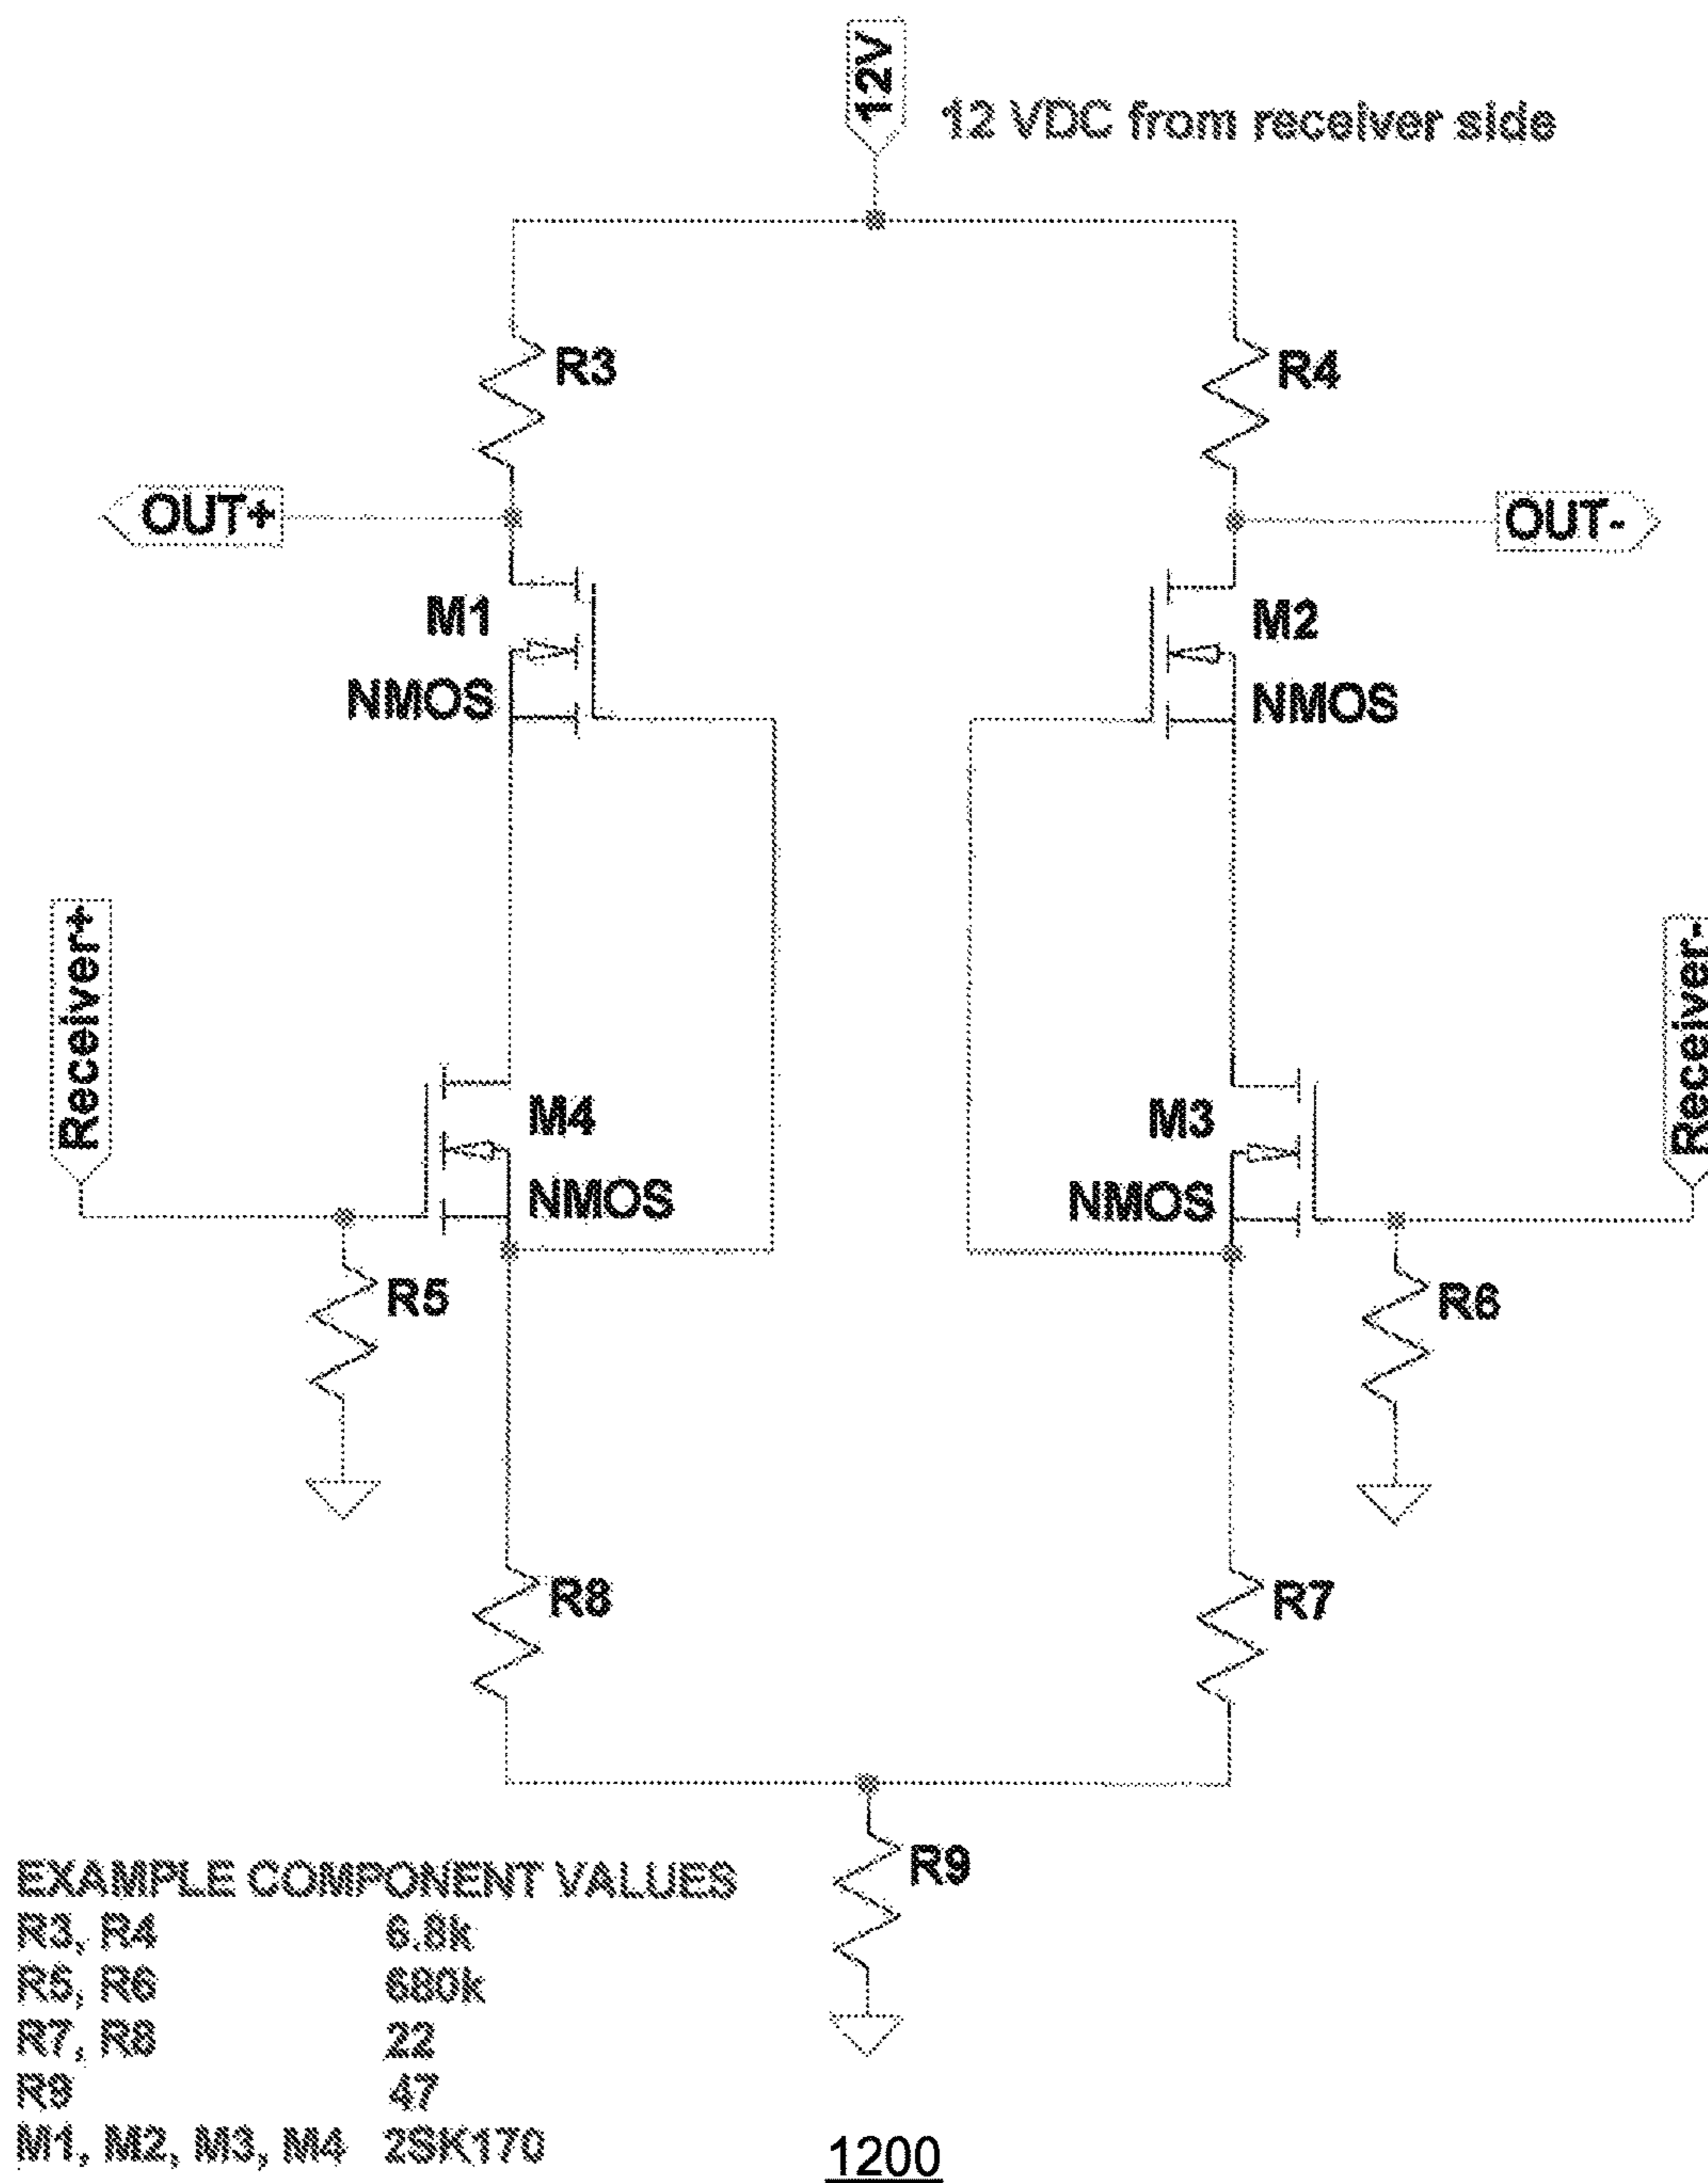 12V
12 VDC from receiver side
R3
R4
OUT+
OUT-
M1
NMOS
M2
NMOS
Receiver+
Receiver-
M4
NMOS
M3
NMOS
R5
R6
R8
R7
R9
EXAMPLE COMPONENT VALUES
R3, R4 6.8k
R5, R6 680k
R7, R8 22
R9 47
M1, M2, M3, M4 2SK170
1200